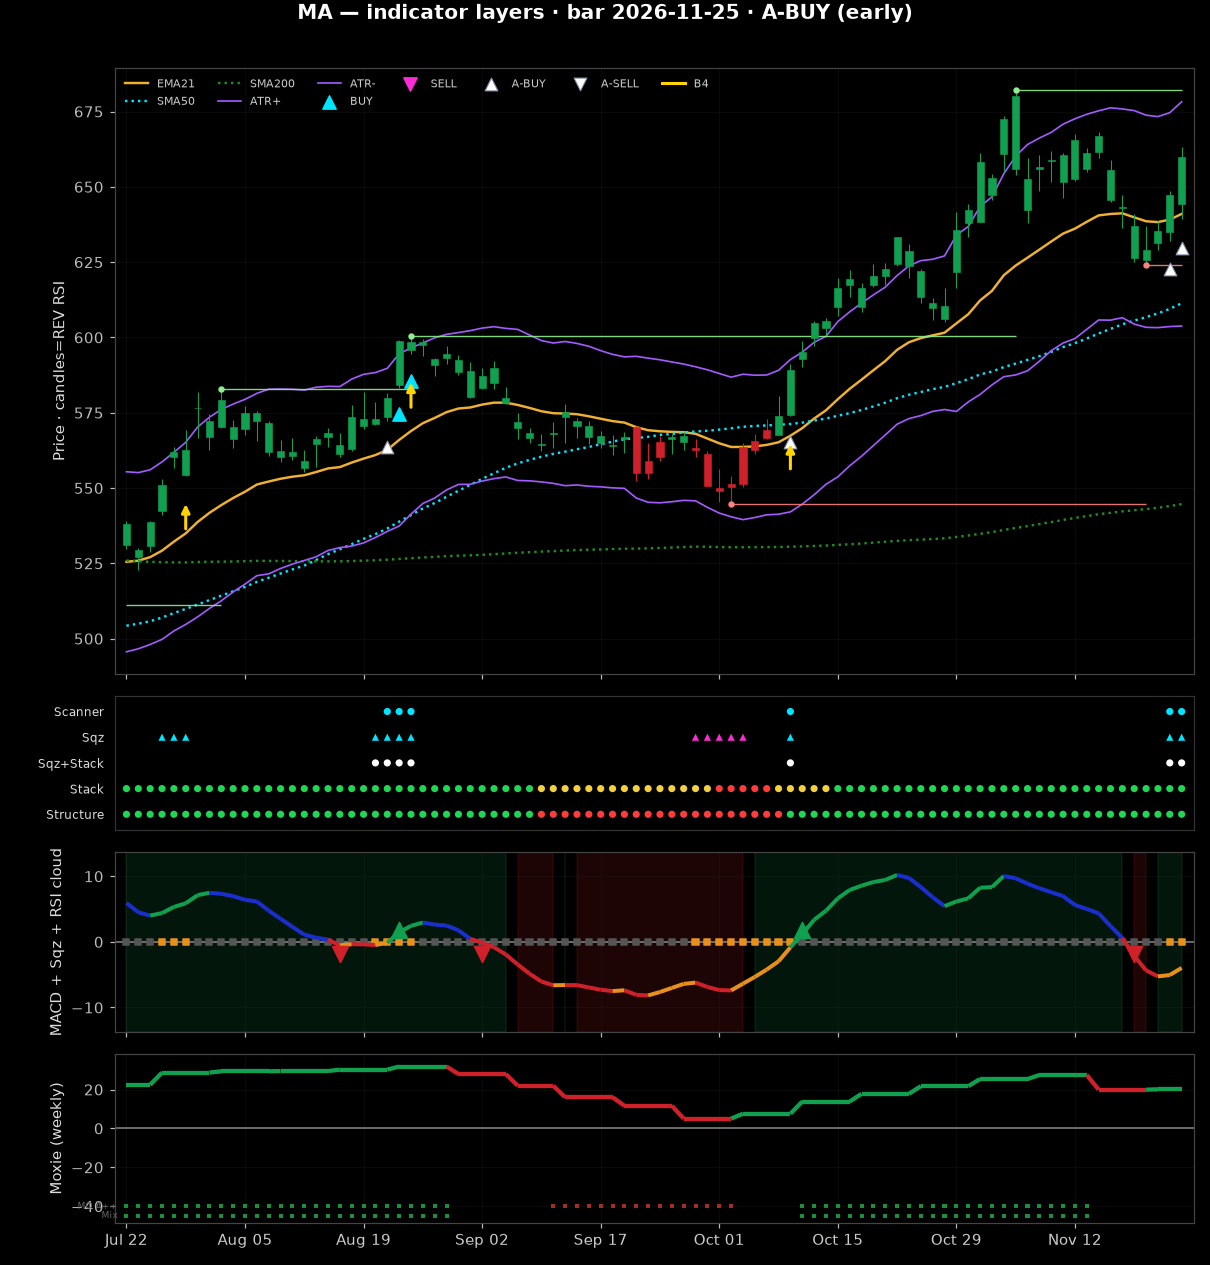 MA — indicator layers · bar 2026-11-25 · A-BUY (early)
EMA21 SMA200 ATR- SELL A-BUY A-SELL B4
SMA50 ATR+ BUY
Price · candles=REV RSI
675
650
625
600
575
550
525
500
Scanner
Sqz
Sqz+Stack
Stack
Structure
MACD + Sqz + RSI cloud
10
0
−10
Moxie (weekly)
20
0
−20
−40
Jul 22 Aug 05 Aug 19 Sep 02 Sep 17 Oct 01 Oct 15 Oct 29 Nov 12